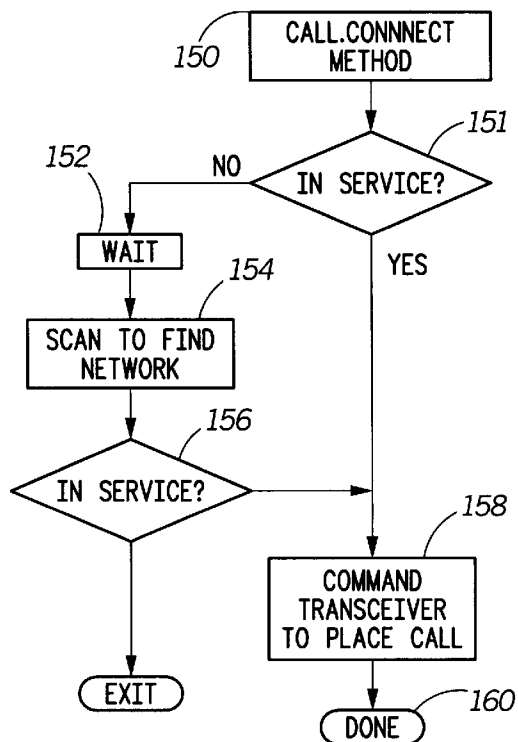 150
CALL.CONNNECT
METHOD
151
IN SERVICE?
NO
YES
152
WAIT
154
SCAN TO FIND
NETWORK
156
IN SERVICE?
158
COMMAND
TRANSCEIVER
TO PLACE CALL
EXIT
160
DONE